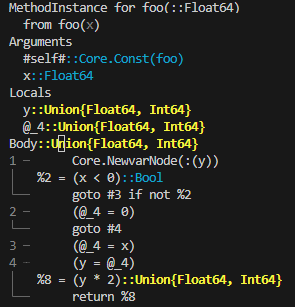 MethodInstance for foo(::Float64)
  from foo(x)
Arguments
  #self#::Core.Const(foo)
  x::Float64
Locals
  y::Union{Float64, Int64}
  @_4::Union{Float64, Int64}
Body::Union{Float64, Int64}
1 ─      Core.NewvarNode(:(y))
│   %2 = (x < 0)::Bool
└──      goto #3 if not %2
2 ─      (@_4 = 0)
└──      goto #4
3 ─      (@_4 = x)
4 ┄      (y = @_4)
│   %8 = (y * 2)::Union{Float64, Int64}
└──      return %8